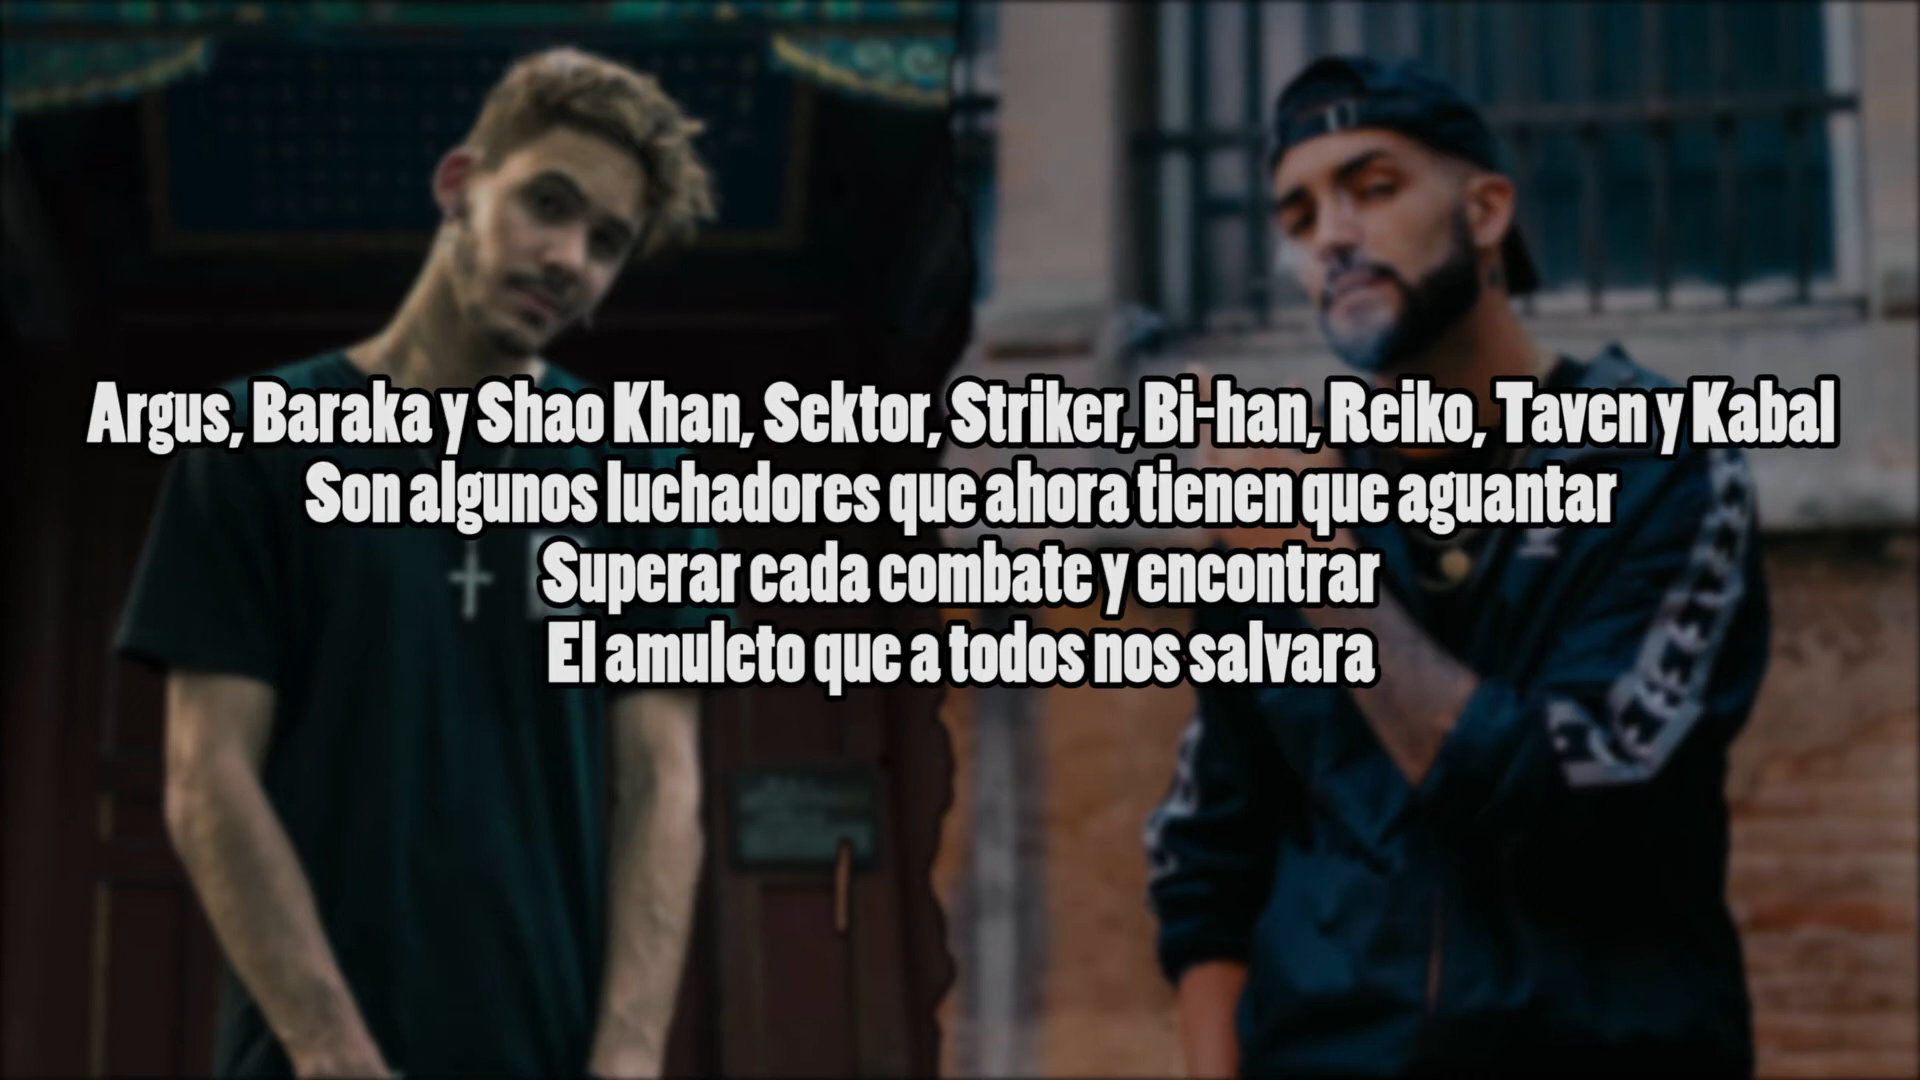 Argus, Baraka y Shao Khan, Sektor, Striker, Bi-han, Reiko, Taven y Kabal
Son algunos luchadores que ahora tienen que aguantar
Superar cada combate y encontrar
El amuleto que a todos nos salvara